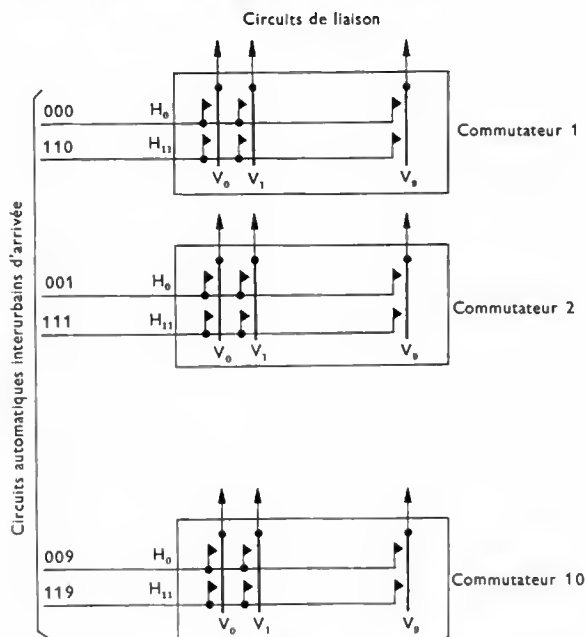 Circuits de liaison
Circuits automatiques interurbains d'arrivée
000 H₀
110 H₁₁
V₀ V₁ V₉
Commutateur 1
001 H₀
111 H₁₁
V₀ V₁ V₉
Commutateur 2
009 H₀
119 H₁₁
V₀ V₁ V₉
Commutateur 10